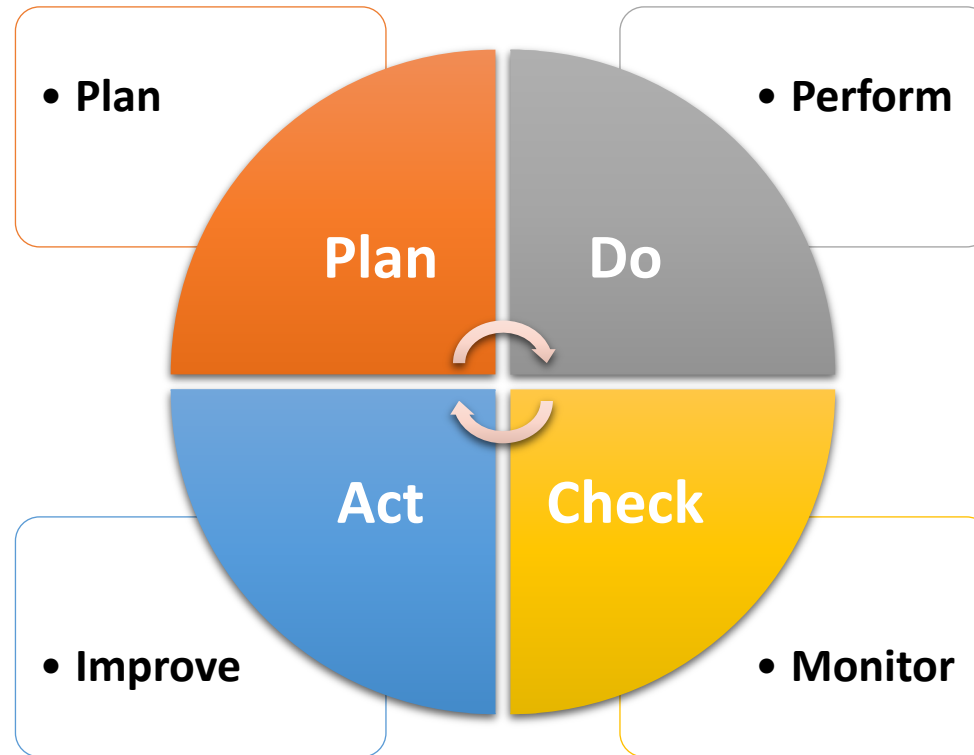 • Plan
• Perform
Plan
Do
Act
Check
• Improve
• Monitor